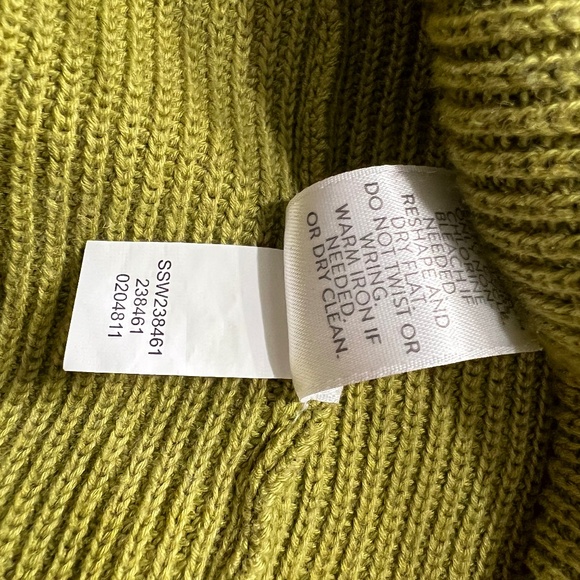 SSW238461
238461
0204811
NEEDED
RESHAPE AND
DRY FLAT.
DO NOT TWIST OR
WRING.
WARM IRON IF
NEEDED.
OR DRY CLEAN.